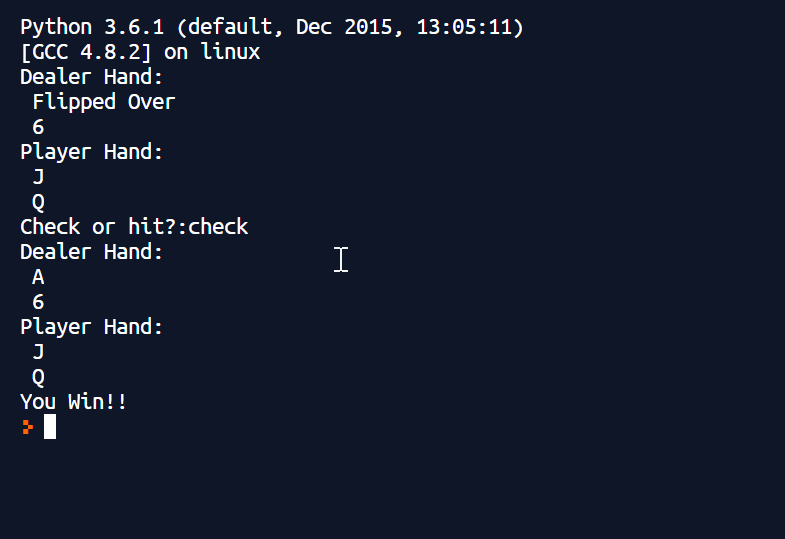 Python 3.6.1 (default, Dec 2015, 13:05:11)
[GCC 4.8.2] on linux
Dealer Hand:
Flipped Over
6
Player Hand:
J
Q
Check or hit?:check
Dealer Hand:
A
6
Player Hand:
J
Q
You Win!!